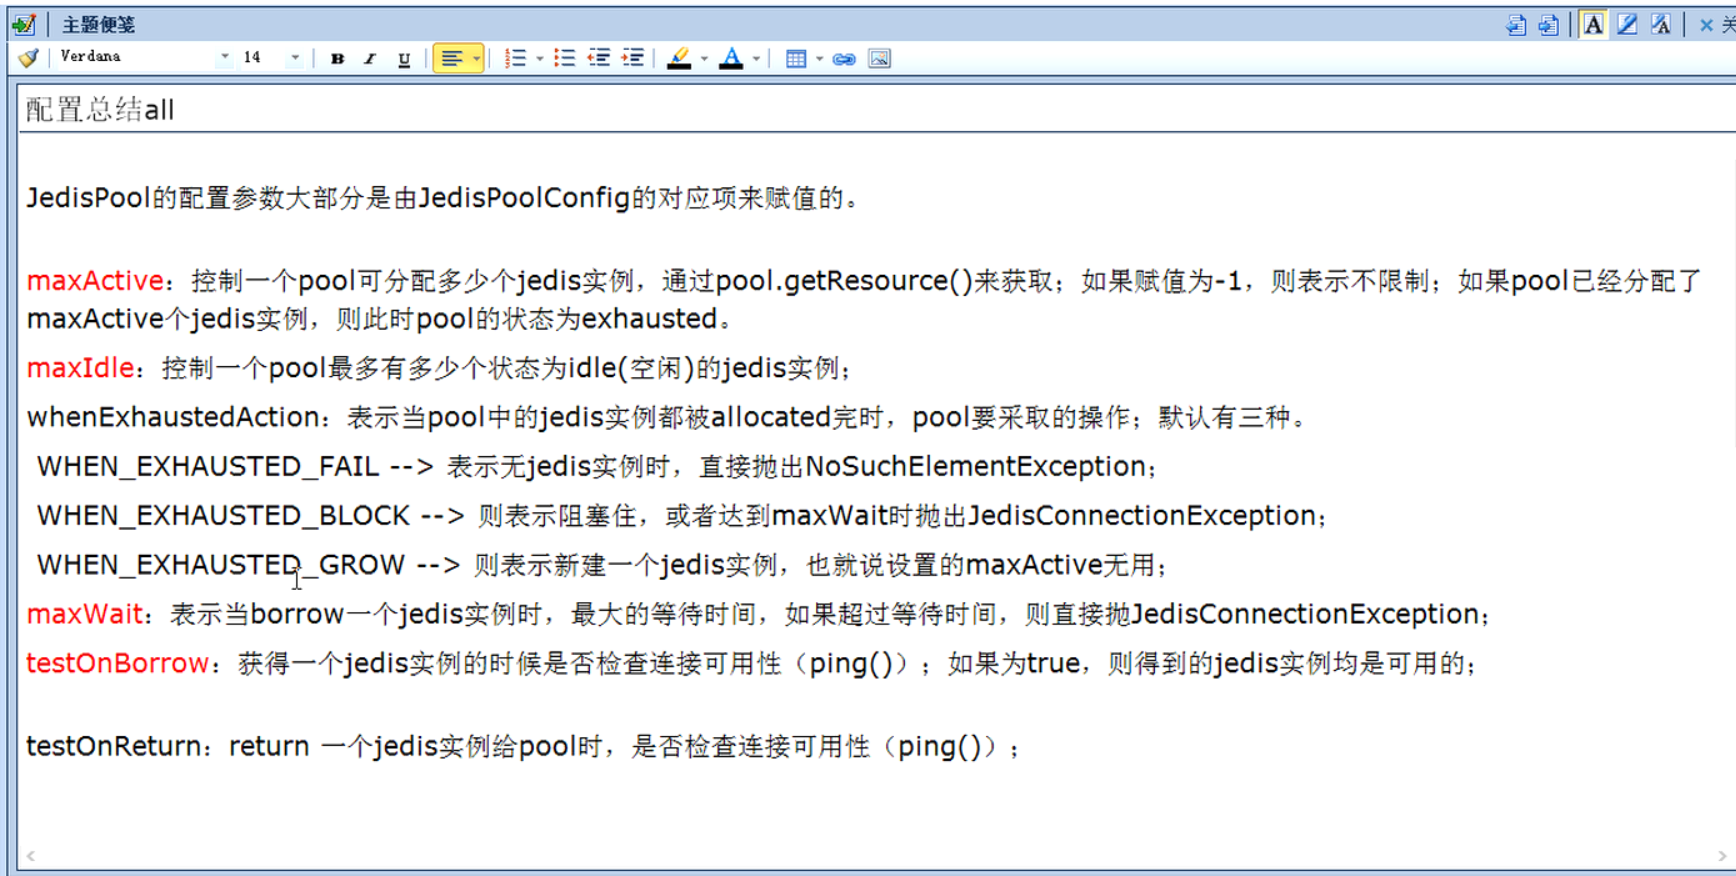 主题便笺
Verdana 14 B I U
配置总结all
JedisPool的配置参数大部分是由JedisPoolConfig的对应项来赋值的。
maxActive：控制一个pool可分配多少个jedis实例，通过pool.getResource()来获取；如果赋值为-1，则表示不限制；如果pool已经分配了
maxActive个jedis实例，则此时pool的状态为exhausted。
maxIdle：控制一个pool最多有多少个状态为idle(空闲)的jedis实例；
whenExhaustedAction：表示当pool中的jedis实例都被allocated完时，pool要采取的操作；默认有三种。
WHEN_EXHAUSTED_FAIL --> 表示无jedis实例时，直接抛出NoSuchElementException；
WHEN_EXHAUSTED_BLOCK --> 则表示阻塞住，或者达到maxWait时抛出JedisConnectionException；
WHEN_EXHAUSTED_GROW --> 则表示新建一个jedis实例，也就说设置的maxActive无用；
maxWait：表示当borrow一个jedis实例时，最大的等待时间，如果超过等待时间，则直接抛JedisConnectionException；
testOnBorrow：获得一个jedis实例的时候是否检查连接可用性（ping()）；如果为true，则得到的jedis实例均是可用的；
testOnReturn：return 一个jedis实例给pool时，是否检查连接可用性（ping()）；